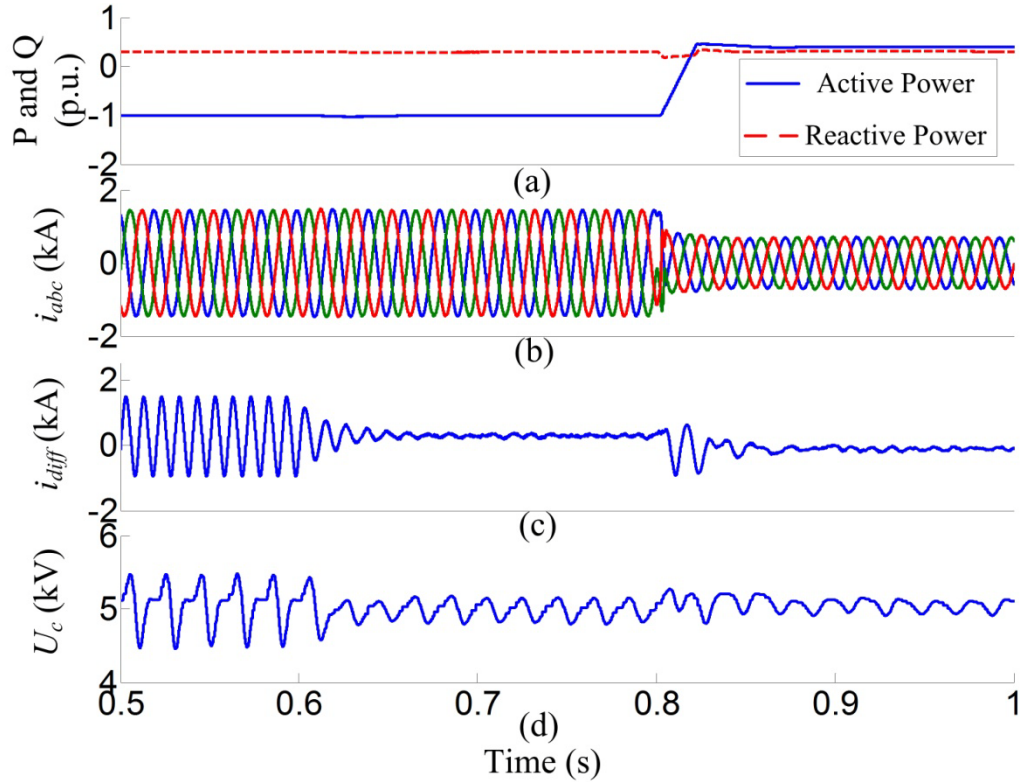 P and Q
(p.u.)
1
0
-1
-2
Active Power
Reactive Power
(a)
i_abc (kA)
2
0
-2
(b)
i_diff (kA)
2
0
-2
(c)
U_c (kV)
6
5
4
0.5 0.6 0.7 0.8 0.9 1
(d)
Time (s)